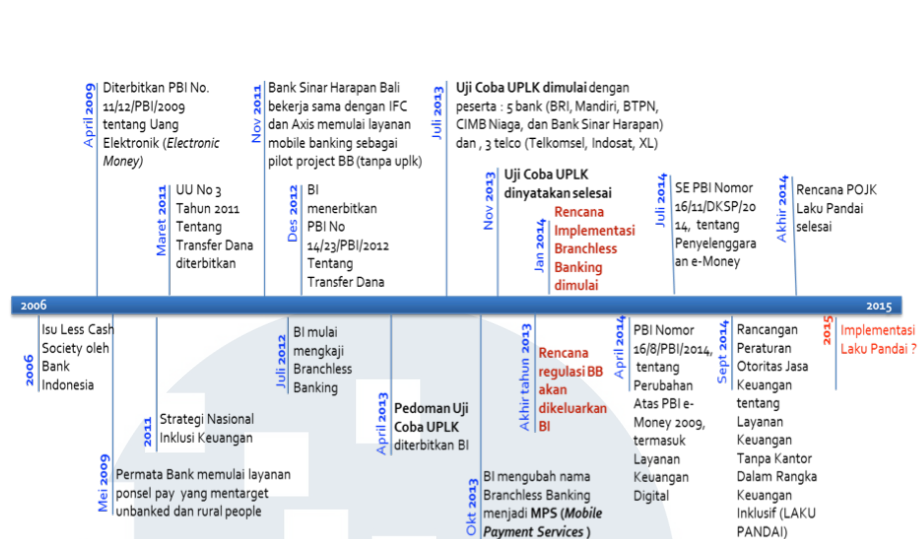 April 2009
Diterbitkan PBI No.
11/12/PBI/2009
tentang Uang
Elektronik (Electronic
Money)
Nov 2011
Bank Sinar Harapan Bali
bekerja sama dengan IFC
dan Axis memulai layanan
mobile banking sebagai
pilot project BB (tanpa uplk)
Juli 2013
Uji Coba UPLK dimulai dengan
peserta : 5 bank (BRI, Mandiri, BTPN,
CIMB Niaga, dan Bank Sinar Harapan)
dan , 3 telco (Telkomsel, Indosat, XL)
Maret 2011
UU No 3
Tahun 2011
Tentang
Transfer Dana
diterbitkan
Des 2012
BI
menerbitkan
PBI No
14/23/PBI/2012
Tentang
Transfer Dana
Nov 2013
Uji Coba UPLK
dinyatakan selesai
Jan 2014
Rencana
Implementasi
Branchless
Banking
dimulai
Juli 2014
SE PBI Nomor
16/11/DKSP/20
14, tentang
Penyelenggara
an e-Money
Akhir 2014
Rencana POJK
Laku Pandai
selesai
2006
2015
2006
Isu Less Cash
Society oleh
Bank
Indonesia
Mei 2009
Permata Bank memulai layanan
ponsel pay yang mentarget
unbanked dan rural people
2011
Strategi Nasional
Inklusi Keuangan
Juli 2012
BI mulai
mengkaji
Branchless
Banking
April 2013
Pedoman Uji
Coba UPLK
diterbitkan BI
Okt 2013
BI mengubah nama
Branchless Banking
menjadi MPS (Mobile
Payment Services )
Akhir tahun 2013
Rencana
regulasi BB
akan
dikeluarkan
BI
April 2014
PBI Nomor
16/8/PBI/2014,
tentang
Perubahan
Atas PBI e-
Money 2009,
termasuk
Layanan
Keuangan
Digital
Sept 2014
Rancangan
Peraturan
Otoritas Jasa
Keuangan
tentang
Layanan
Keuangan
Tanpa Kantor
Dalam Rangka
Keuangan
Inklusif (LAKU
PANDAI)
2015
Implementasi
Laku Pandai ?